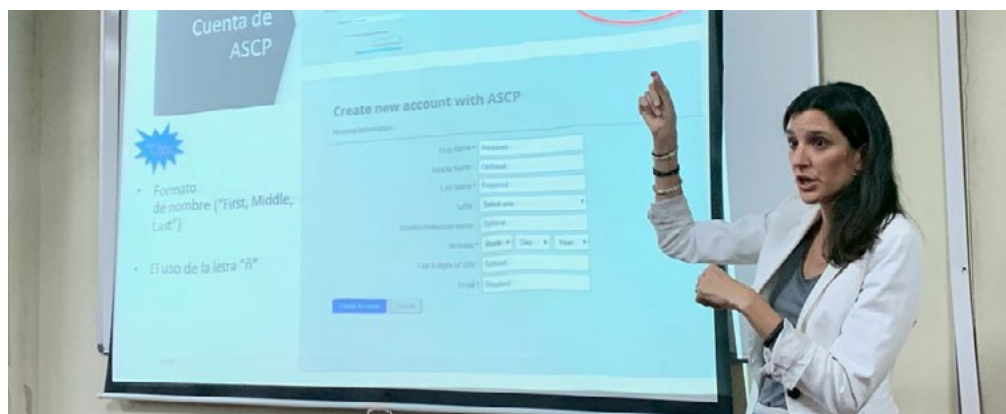 Cuenta de
ASCP
• Formato
de nombre ("First, Middle,
Last")
• El uso de la letra "ñ"
Create new account with ASCP
Personal Information
First Name * Required
Middle Name Optional
Last Name * Required
Suffix Select one
Optional
Birthday * Month Day Year
Last 4 digits of SSN Optional
Email * Required
Create Account Cancel